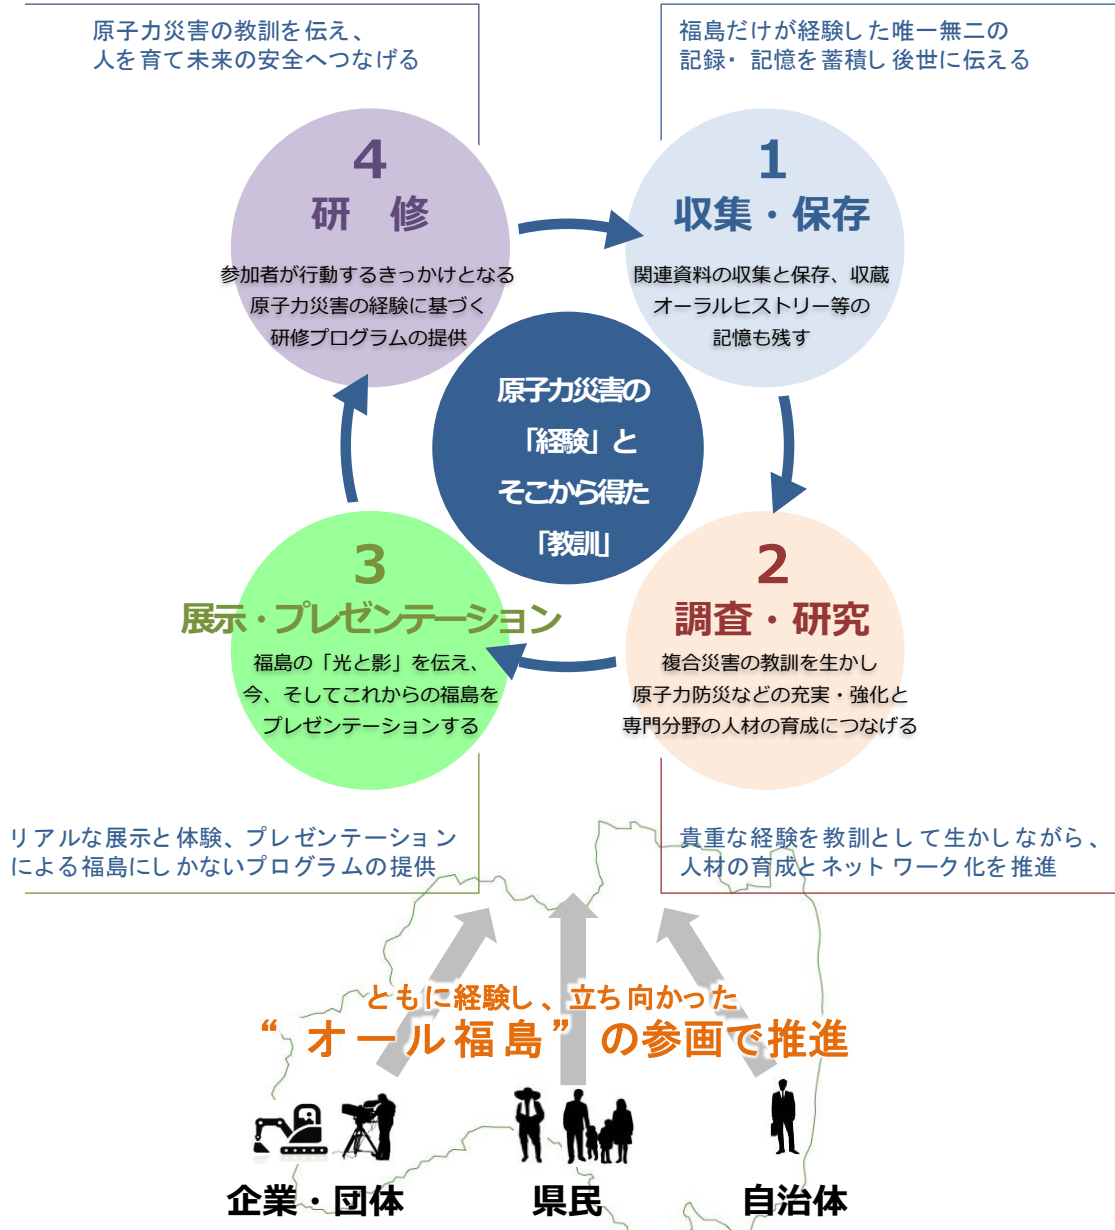 原子力災害の教訓を伝え、
人を育て未来の安全へつなげる
福島だけが経験した唯一無二の
記録・記憶を蓄積し後世に伝える
4
研 修
参加者が行動するきっかけとなる
原子力災害の経験に基づく
研修プログラムの提供
1
収集・保存
関連資料の収集と保存、収蔵
オーラルヒストリー等の
記憶も残す
原子力災害の
「経験」と
そこから得た
「教訓」
3
展示・プレゼンテーション
福島の「光と影」を伝え、
今、そしてこれからの福島を
プレゼンテーションする
2
調査・研究
複合災害の教訓を生かし
原子力防災などの充実・強化と
専門分野の人材の育成につなげる
リアルな展示と体験、プレゼンテーション
による福島にしかないプログラムの提供
貴重な経験を教訓として生かしながら、
人材の育成とネットワーク化を推進
ともに経験し、立ち向かった
“オール福島”の参画で推進
企業・団体
県民
自治体